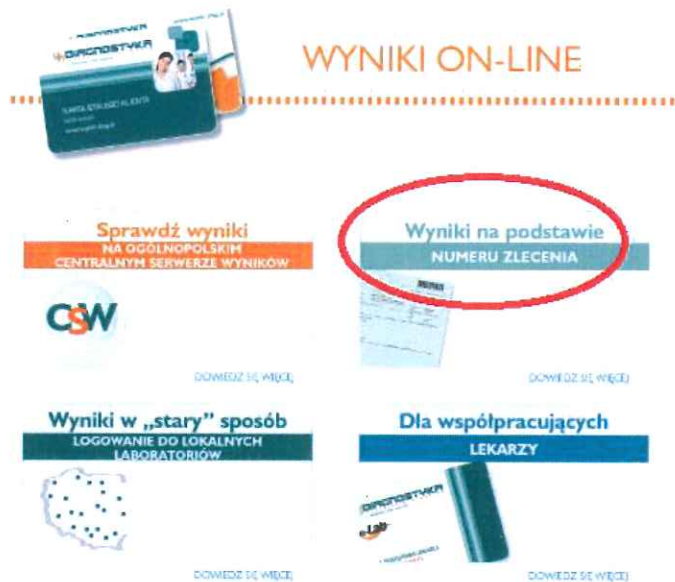 DIAGNOSTYKA
WYNIKI ON-LINE
Sprawdź wyniki
NA OGÓLNOPOLSKIM
CENTRALNYM SERWERZE WYNIKÓW
CSW
DOWIEDZ SIĘ WIĘCEJ
Wyniki na podstawie
NUMERU ZLECENIA
DOWIEDZ SIĘ WIĘCEJ
Wyniki w „stary” sposób
LOGOWANIE DO LOKALNYCH
LABORATORIÓW
DOWIEDZ SIĘ WIĘCEJ
Dla współpracujących
LEKARZY
DIAGNOSTYKA
eLab
DOWIEDZ SIĘ WIĘCEJ